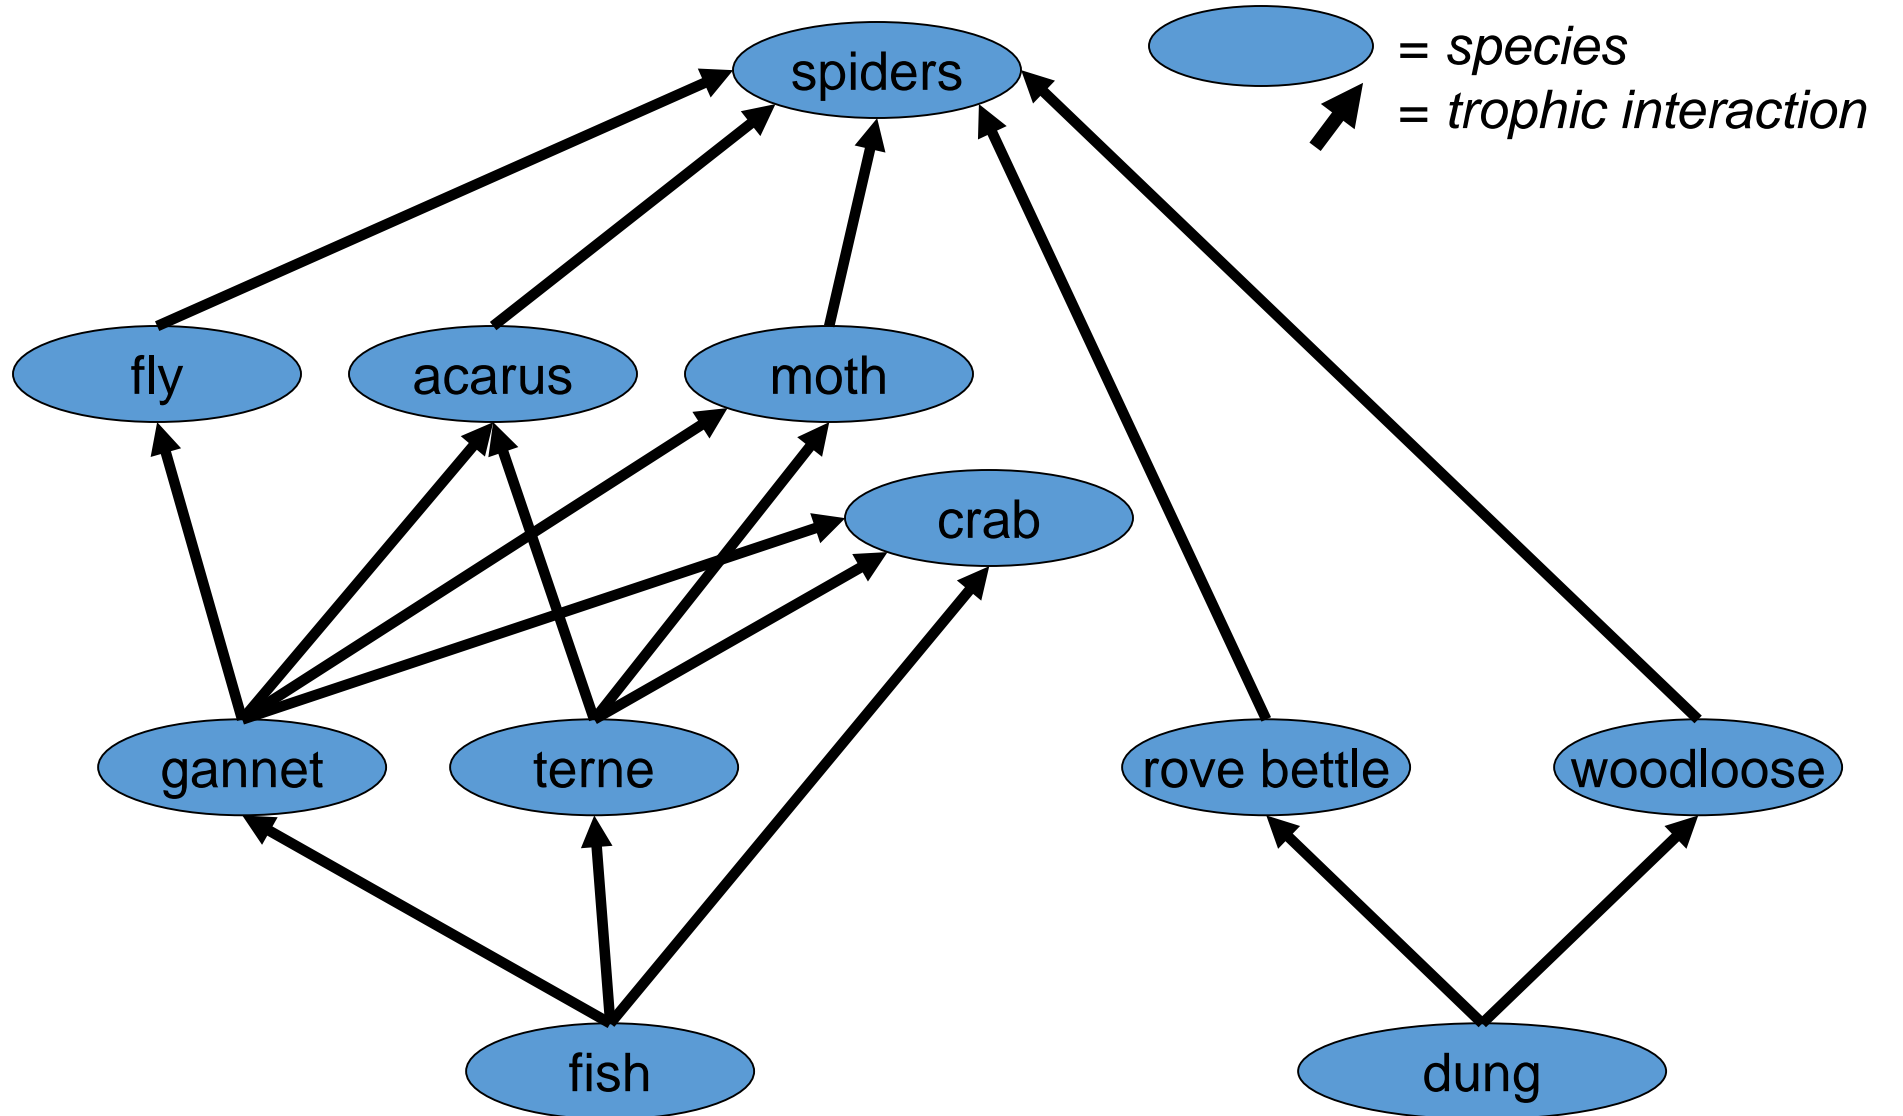 spiders
= species
= trophic interaction
fly
acarus
moth
crab
gannet
terne
rove bettle
woodloose
fish
dung